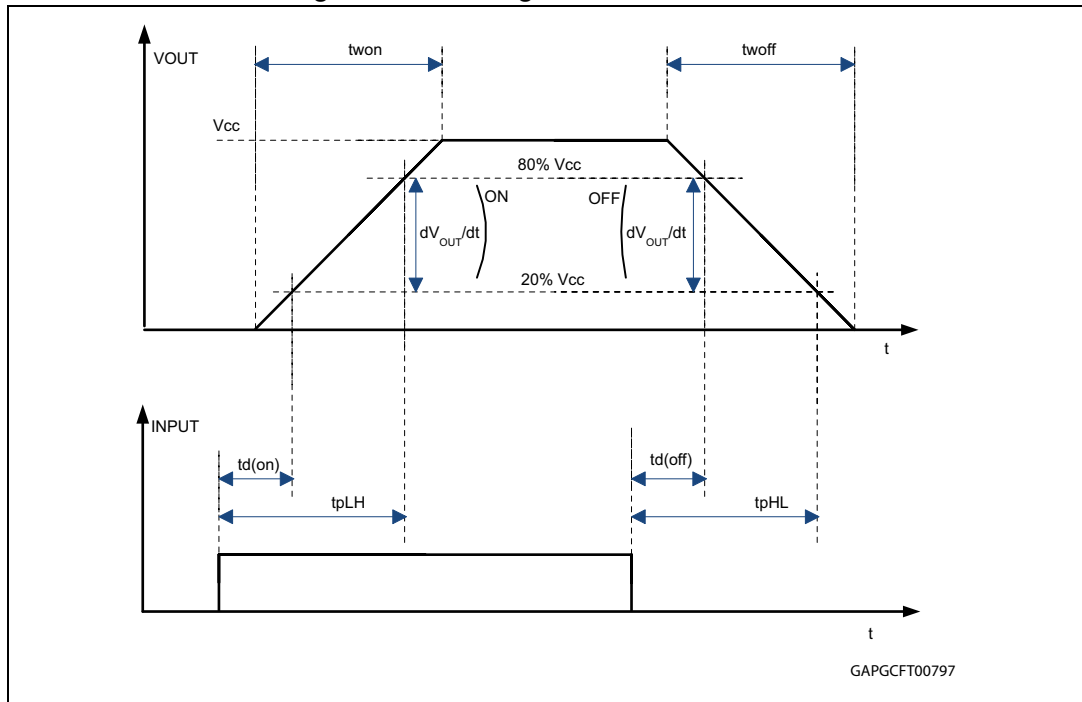 twon
twoff
VOUT
Vcc
80% Vcc
ON
OFF
dVOUT/dt
dVOUT/dt
20% Vcc
t
INPUT
td(on)
td(off)
tpLH
tpHL
t
GAPGCFT00797